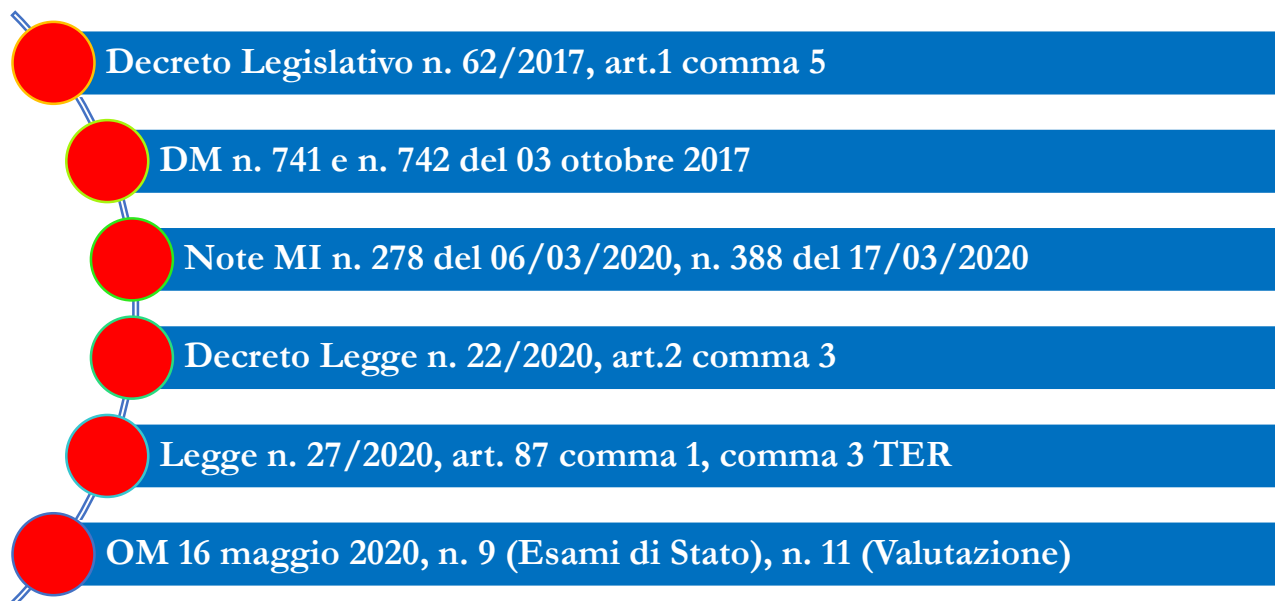 Decreto Legislativo n. 62/2017, art.1 comma 5
DM n. 741 e n. 742 del 03 ottobre 2017
Note MI n. 278 del 06/03/2020, n. 388 del 17/03/2020
Decreto Legge n. 22/2020, art.2 comma 3
Legge n. 27/2020, art. 87 comma 1, comma 3 TER
OM 16 maggio 2020, n. 9 (Esami di Stato), n. 11 (Valutazione)